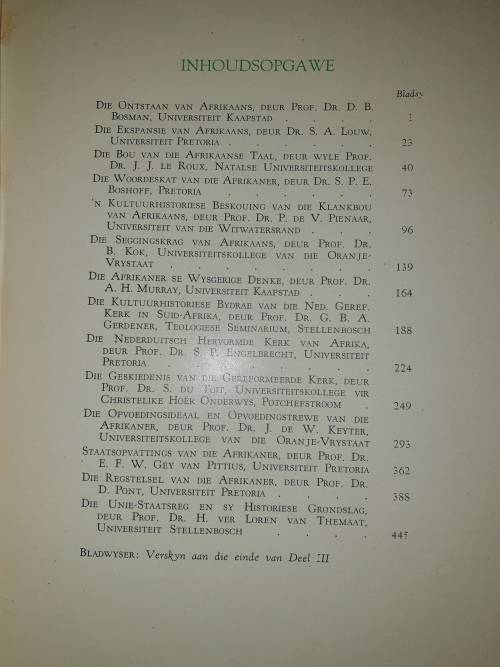 INHOUDSOPGAWE
Bladsy
DIE ONTSTAAN VAN AFRIKAANS, DEUR PROF. DR. D. B.
BOSMAN, UNIVERSITEIT KAAPSTAD . . . .
DIE EKSPANSIE VAN AFRIKAANS, DEUR DR. S. A. LOUW,
UNIVERSITEIT PRETORIA . . . . . 23
DIE BOU VAN DIE AFRIKAANSE TAAL, DEUR WYLE PROF.
DR. J. J. LE ROUX, NATALSE UNIVERSITEITSKOLLEGE 40
DIE WOORDESKAT VAN DIE AFRIKANER, DEUR DR. S. P. E.
BOSHOFF, PRETORIA . . . . . . 73
'N KULTUURHISTORIESE BESKOUING VAN DIE KLANKBOU
VAN AFRIKAANS, DEUR PROF. DR. P. DE V. PIENAAR,
UNIVERSITEIT VAN DIE WITWATERSRAND . . . 96
DIE SEGGINGSKRAG VAN AFRIKAANS, DEUR PROF. DR.
B. KOK, UNIVERSITEITSKOLLEGE VAN DIE ORANJE-
VRYSTAAT . . . . . . . 139
DIE AFRIKANER SE WYSGERIGE DENKE, DEUR PROF. DR.
A. H. MURRAY, UNIVERSITEIT KAAPSTAD . . . 164
DIE KULTUURHISTORIESE BYDRAE VAN DIE NED. GEREF.
KERK IN SUID-AFRIKA, DEUR PROF. DR. G. B. A.
GERDENER, TEOLOGIESE SEMINARIUM, STELLENBOSCH 188
DIE NEDERDUITSCH HERVORMDE KERK VAN AFRIKA,
DEUR PROF. DR. S. P. ENGELBRECHT, UNIVERSITEIT
PRETORIA . . . . . . . 224
DIE GESKIEDENIS VAN DIE GEREFORMEERDE KERK, DEUR
PROF. DR. S. DU TOIT, UNIVERSITEITSKOLLEGE VIR
CHRISTELIKE HOËR ONDERWYS, POTCHEFSTROOM . 249
DIE OPVOEDINGSIDEAAL EN OPVOEDINGSTREWE VAN DIE
AFRIKANER, DEUR PROF. DR. J. DE W. KEYTER,
UNIVERSITEITSKOLLEGE VAN DIE ORANJE-VRYSTAAT 293
STAATSOPVATTINGS VAN DIE AFRIKANER, DEUR PROF. DR.
E. F. W. GEY VAN PITTIUS, UNIVERSITEIT PRETORIA 362
DIE REGSTELSEL VAN DIE AFRIKANER, DEUR PROF. DR.
D. PONT, UNIVERSITEIT PRETORIA . . . . 388
DIE UNIE-STAATSREG EN SY HISTORIESE GRONDSLAG,
DEUR PROF. DR. H. VER LOREN VAN THEMAAT,
UNIVERSITEIT STELLENBOSCH . . . . 445
BLADWYSER: Verskyn aan die einde van Deel III